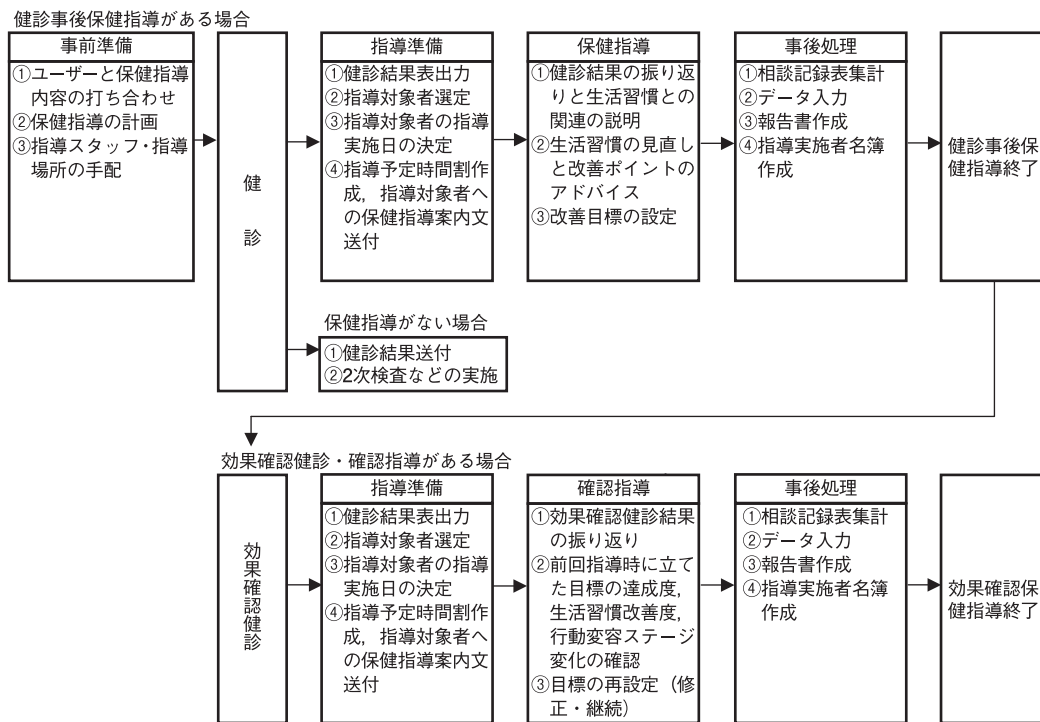 健診事後保健指導がある場合
事前準備
①ユーザーと保健指導
内容の打ち合わせ
②保健指導の計画
③指導スタッフ・指導
場所の手配
健
診
指導準備
①健診結果表出力
②指導対象者選定
③指導対象者の指導
実施日の決定
④指導予定時間割作
成，指導対象者へ
の保健指導案内文
送付
保健指導
①健診結果の振り返
りと生活習慣との
関連の説明
②生活習慣の見直し
と改善ポイントの
アドバイス
③改善目標の設定
事後処理
①相談記録表集計
②データ入力
③報告書作成
④指導実施者名簿
作成
健診事後保
健指導終了
保健指導がない場合
①健診結果送付
②2次検査などの実施
効果確認健診・確認指導がある場合
効果確認健診
指導準備
①健診結果表出力
②指導対象者選定
③指導対象者の指導
実施日の決定
④指導予定時間割作
成，指導対象者へ
の保健指導案内文
送付
確認指導
①効果確認健診結果
の振り返り
②前回指導時に立て
た目標の達成度，
生活習慣改善度，
行動変容ステージ
変化の確認
③目標の再設定（修
正・継続）
事後処理
①相談記録表集計
②データ入力
③報告書作成
④指導実施者名簿
作成
効果確認保
健指導終了